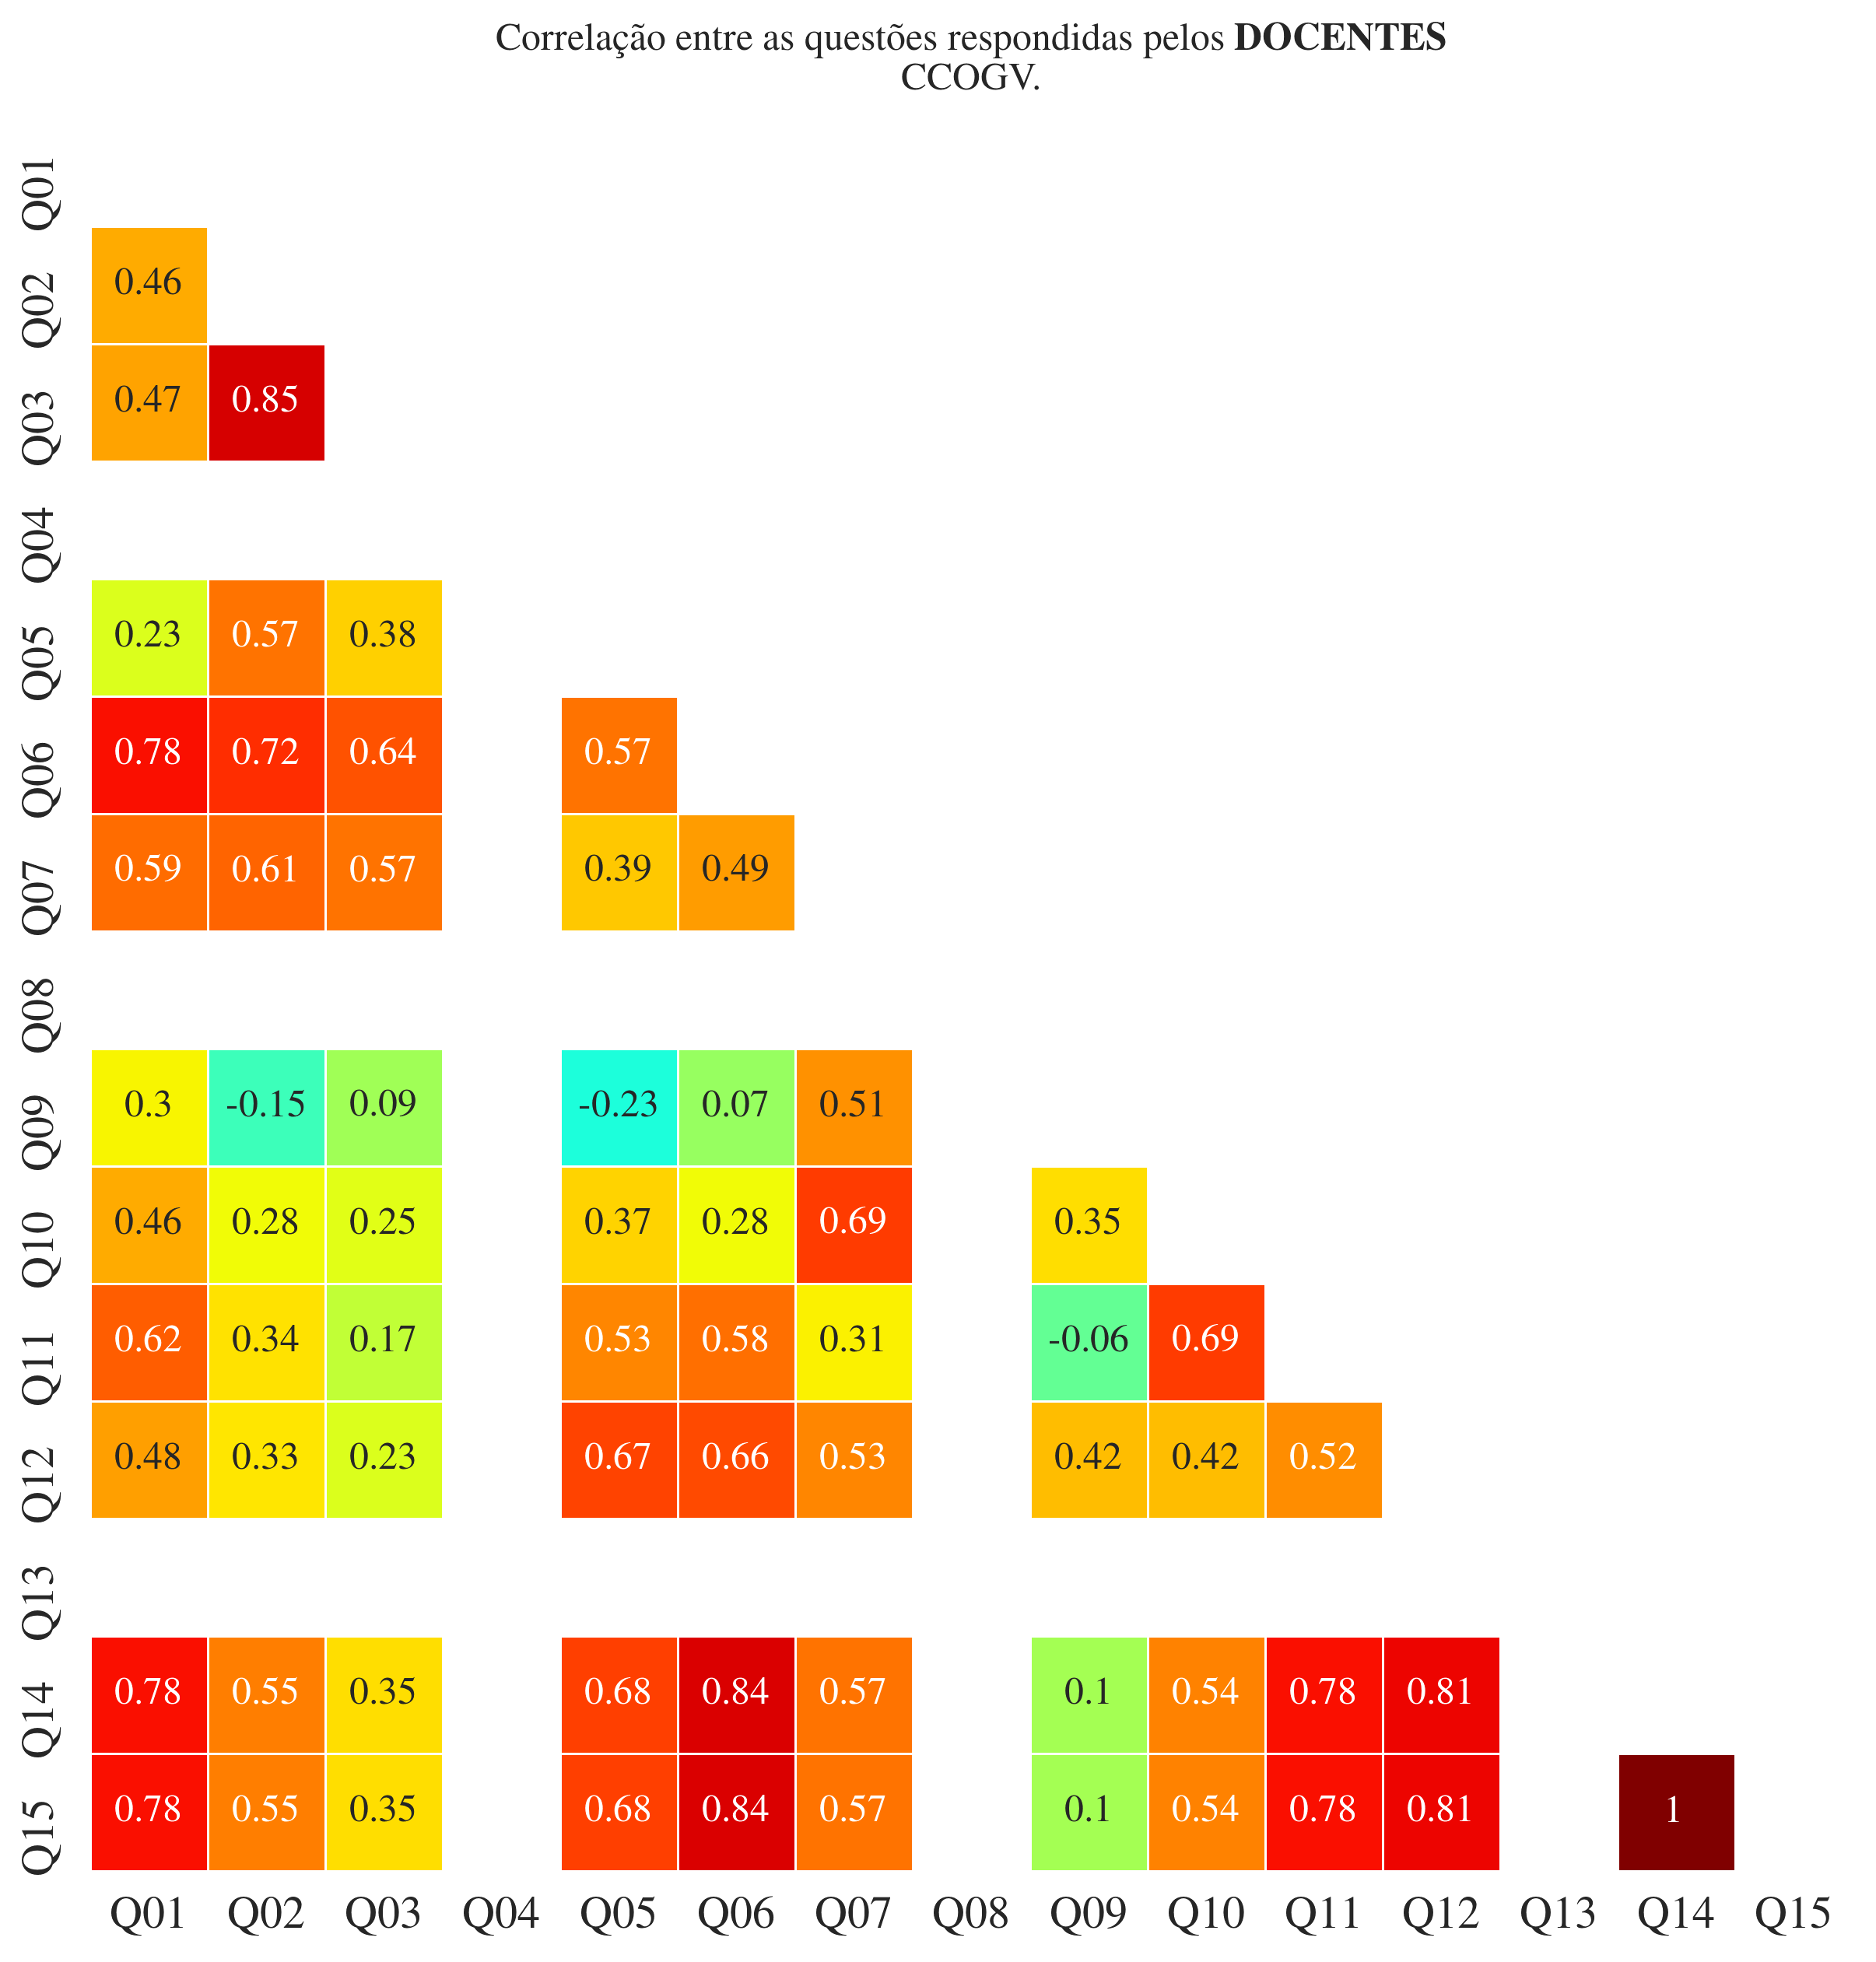 Correlação entre as questões respondidas pelos DOCENTES
CCOGV.
Q01
Q02 0.46
Q03 0.47 0.85
Q04
Q05 0.23 0.57 0.38
Q06 0.78 0.72 0.64 0.57
Q07 0.59 0.61 0.57 0.39 0.49
Q08
Q09 0.3 -0.15 0.09 -0.23 0.07 0.51
Q10 0.46 0.28 0.25 0.37 0.28 0.69 0.35
Q11 0.62 0.34 0.17 0.53 0.58 0.31 -0.06 0.69
Q12 0.48 0.33 0.23 0.67 0.66 0.53 0.42 0.42 0.52
Q13
Q14 0.78 0.55 0.35 0.68 0.84 0.57 0.1 0.54 0.78 0.81
Q15 0.78 0.55 0.35 0.68 0.84 0.57 0.1 0.54 0.78 0.81 1
Q01 Q02 Q03 Q04 Q05 Q06 Q07 Q08 Q09 Q10 Q11 Q12 Q13 Q14 Q15